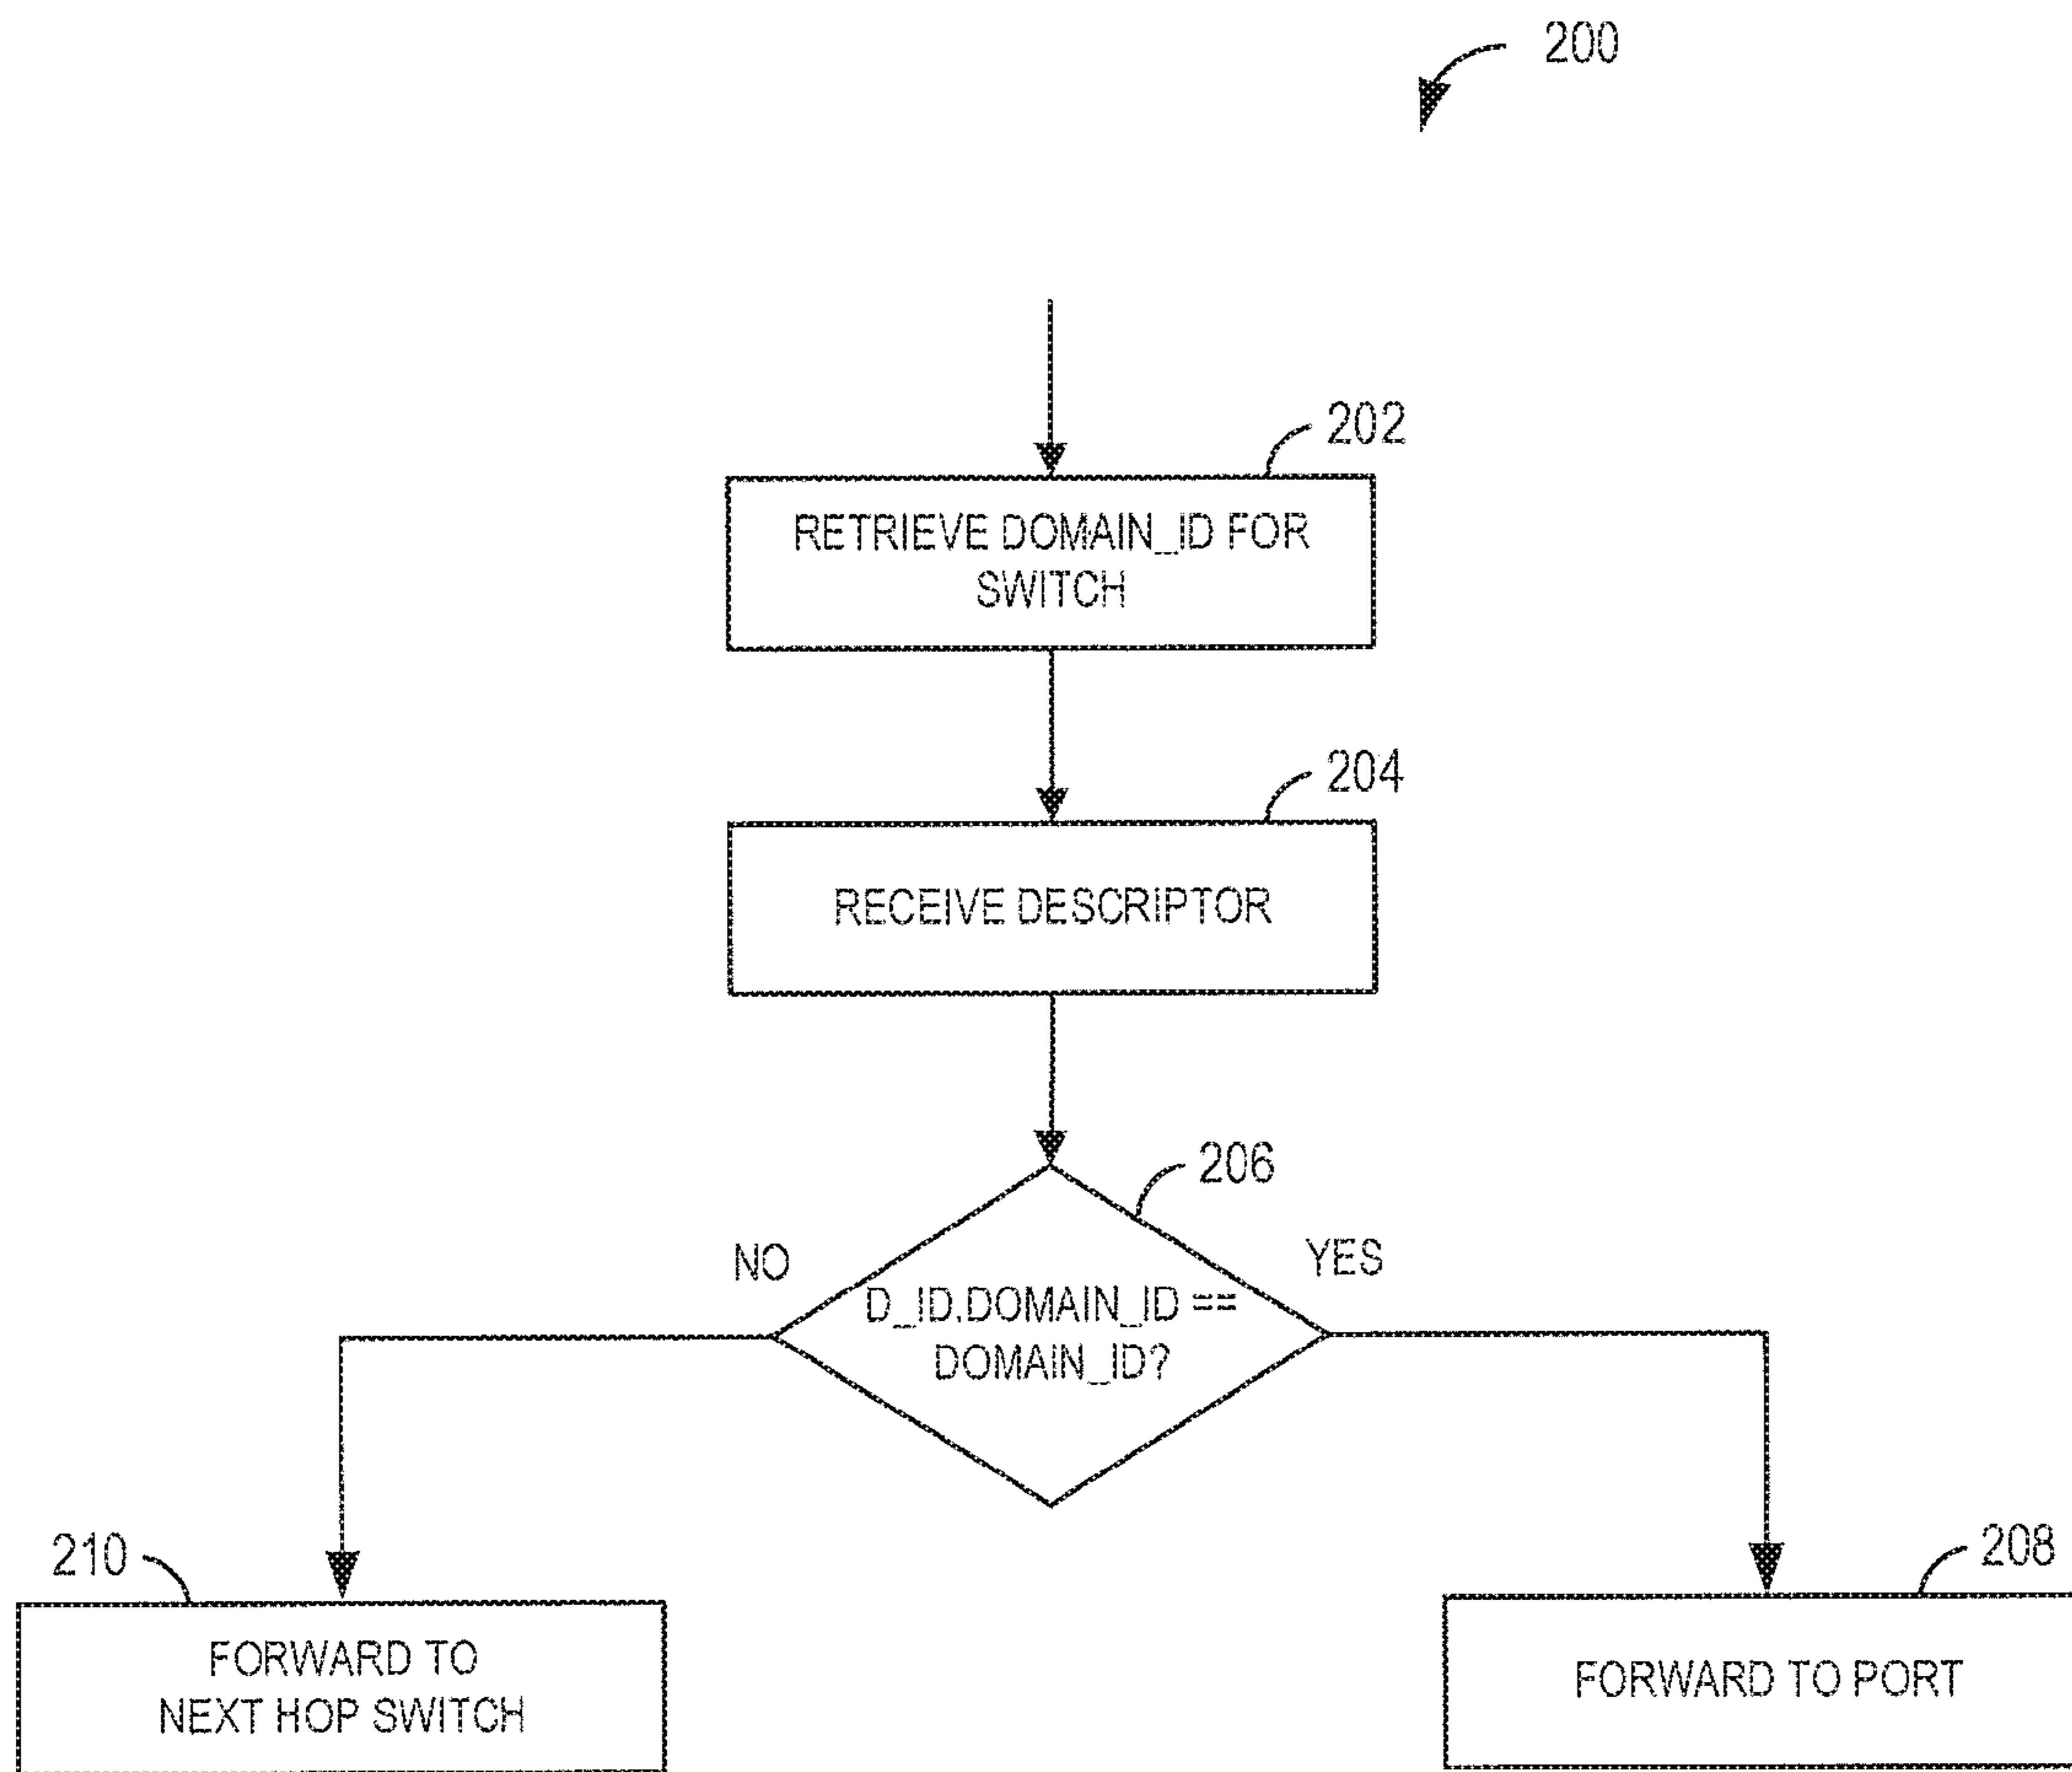 200
202
RETRIEVE DOMAIN_ID FOR
SWITCH
204
RECEIVE DESCRIPTOR
206
NO
YES
D_ID.DOMAIN_ID ==
DOMAIN_ID?
210
208
FORWARD TO
NEXT HOP SWITCH
FORWARD TO PORT